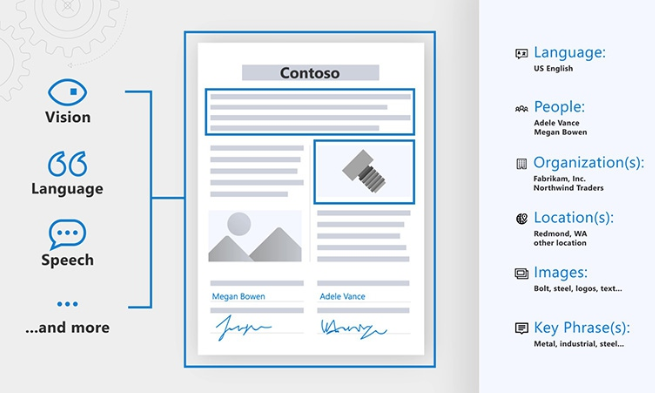 Vision
Language
Speech
...and more
Contoso
Megan Bowen
Adele Vance
Language:
US English
People:
Adele Vance
Megan Bowen
Organization(s):
Fabrikam, Inc.
Northwind Traders
Location(s):
Redmond, WA
other location
Images:
Bolt, steel, logos, text...
Key Phrase(s):
Metal, industrial, steel...